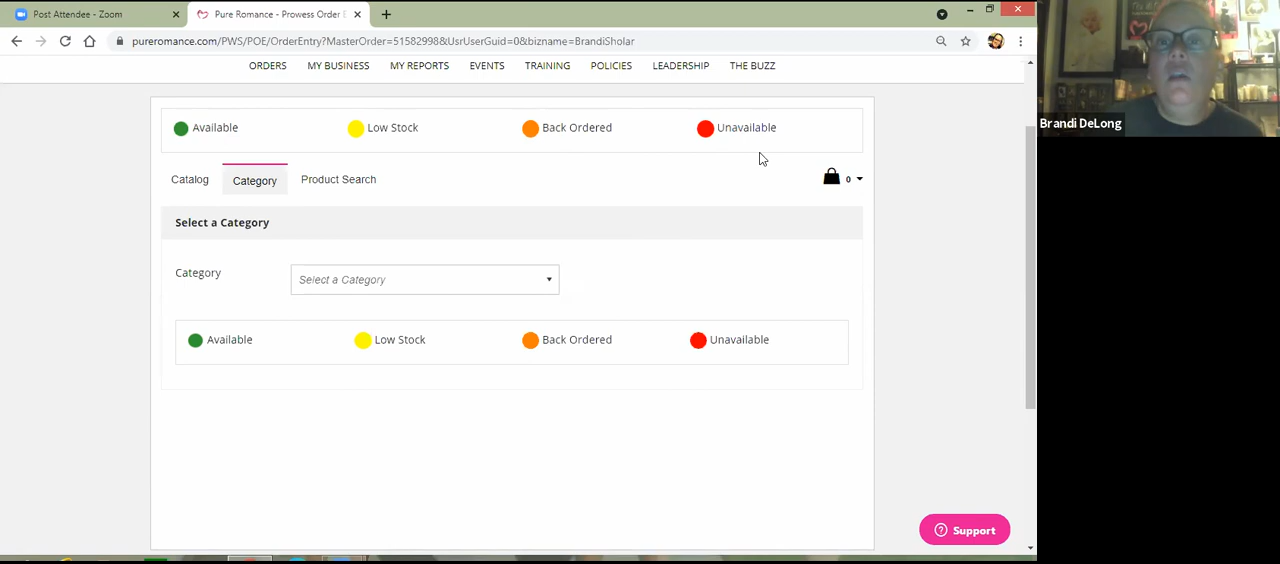 Post Attendee - Zoom
Pure Romance - Prowess Order E
pureromance.com/PWS/POE/OrderEntry?MasterOrder=51582998&UsrUserGuid=0&bizname=BrandiSholar
ORDERS MY BUSINESS MY REPORTS EVENTS TRAINING POLICIES LEADERSHIP THE BUZZ
Available Low Stock Back Ordered Unavailable
Brandi DeLong
Catalog Category Product Search 0
Select a Category
Category Select a Category
Available Low Stock Back Ordered Unavailable
Support